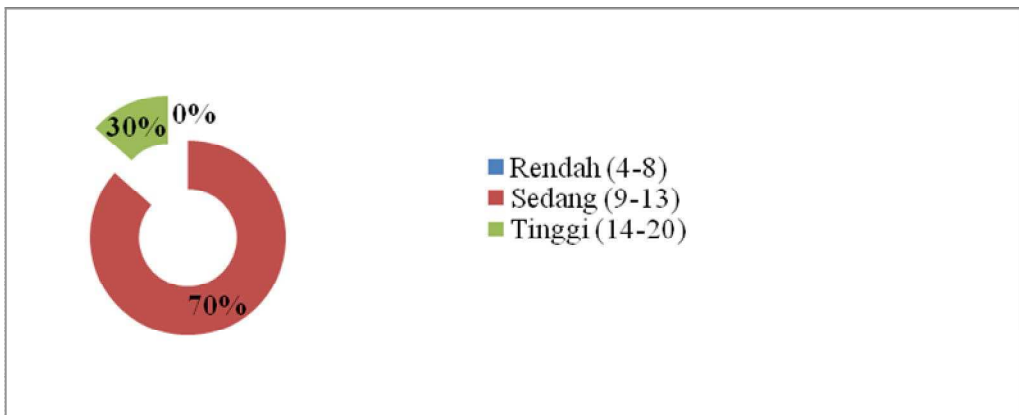 0%
30%
70%
Rendah (4-8)
Sedang (9-13)
Tinggi (14-20)